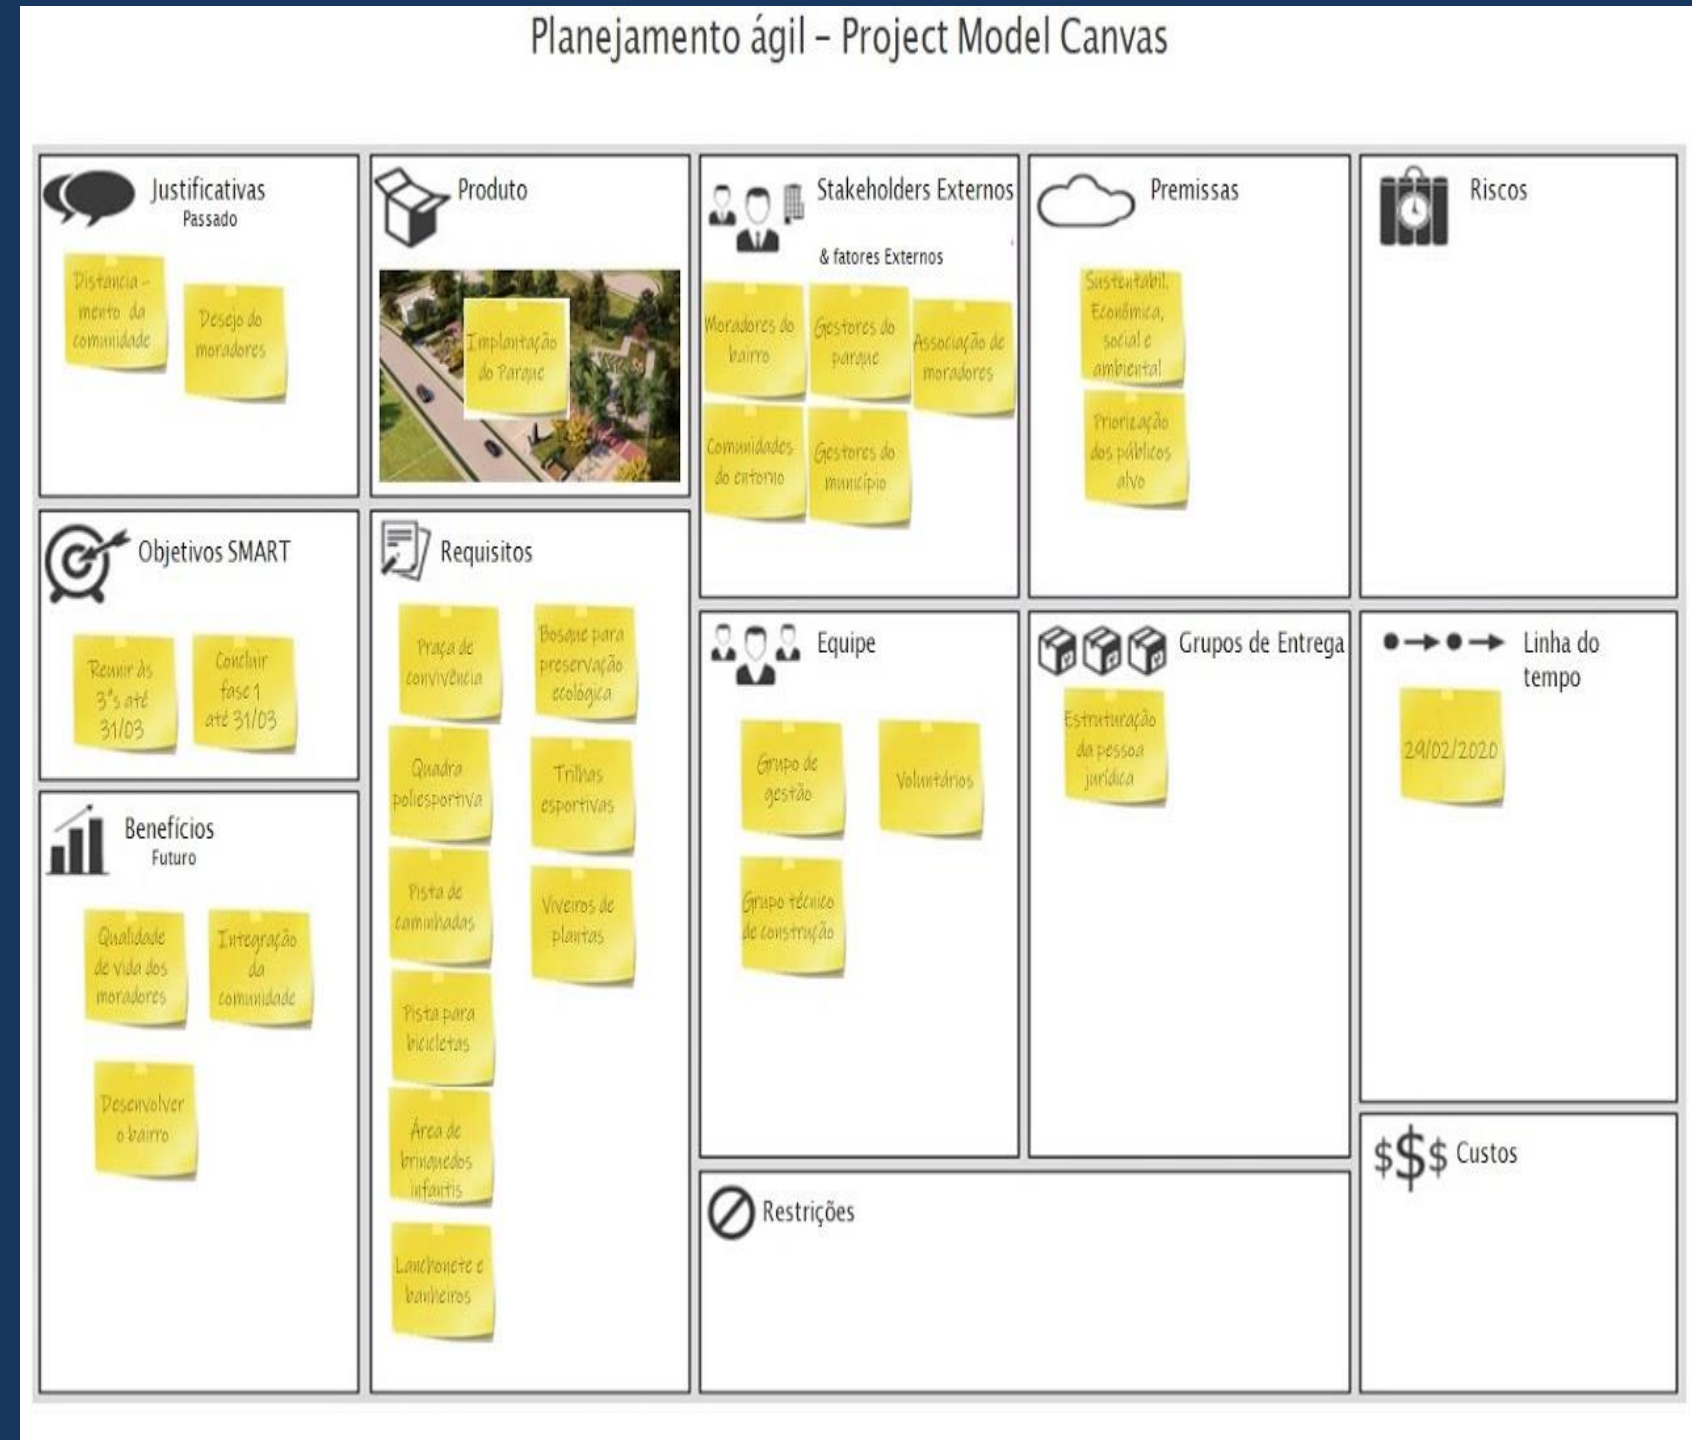 Planejamento ágil – Project Model Canvas
Justificativas
Passado
Distancia –
mento da
comunidade
Desejo do
moradores
Objetivos SMART
Reunir às
3ªs até
31/03
Concluir
fase 1
até 31/03
Benefícios
Futuro
Qualidade
de vida dos
moradores
Integração
da
comunidade
Desenvolver
o bairro
Produto
Implantação
do Parque
Requisitos
Praça de
convivência
Bosque para
preservação
ecológica
Quadra
poliesportiva
Trilhas
esportivas
Pista de
caminhadas
Viveiros de
plantas
Pista para
bicicletas
Área de
brinquedos
infantis
Lanchonete e
banheiros
Stakeholders Externos
& fatores Externos
Moradores do
bairro
Gestores do
parque
Associação de
moradores
Comunidades
do entorno
Gestores do
município
Equipe
Grupo de
gestão
Voluntários
Grupo técnico
de construção
Premissas
Sustentabil.
Econômica,
social e
ambiental
Priorização
dos públicos
alvo
Grupos de Entrega
Estruturação
da pessoa
jurídica
Restrições
Riscos
Linha do
tempo
29/02/2020
$$$ Custos